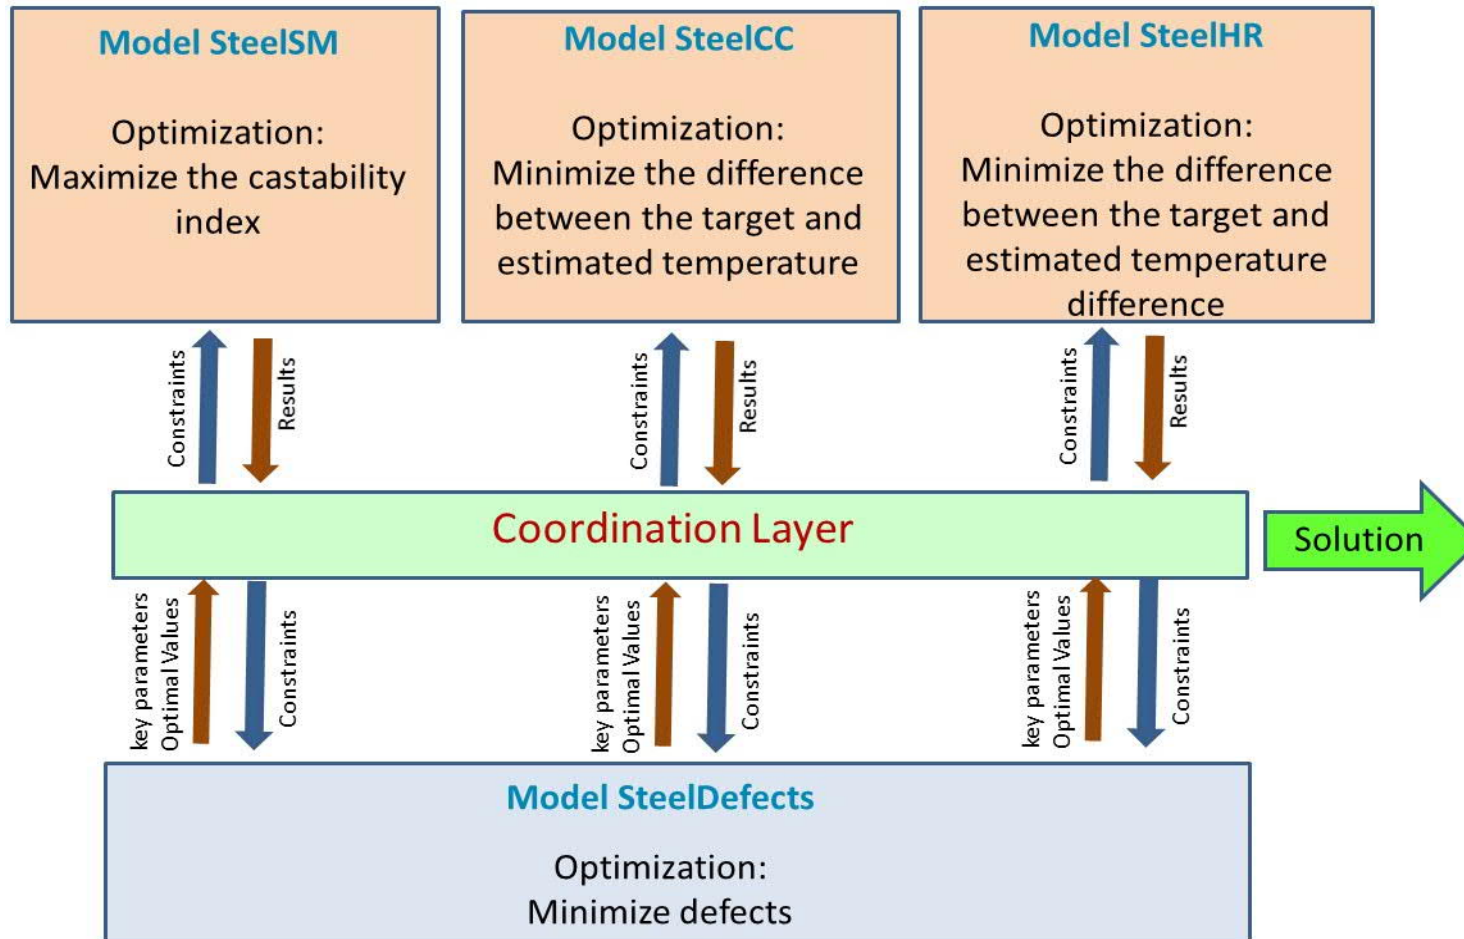 Model SteelSM
Optimization:
Maximize the castability
index
Model SteelCC
Optimization:
Minimize the difference
between the target and
estimated temperature
Model SteelHR
Optimization:
Minimize the difference
between the target and
estimated temperature
difference
Constraints
Results
Constraints
Results
Constraints
Results
Coordination Layer
Solution
key parameters
Optimal Values
Constraints
key parameters
Optimal Values
Constraints
key parameters
Optimal Values
Constraints
Model SteelDefects
Optimization:
Minimize defects